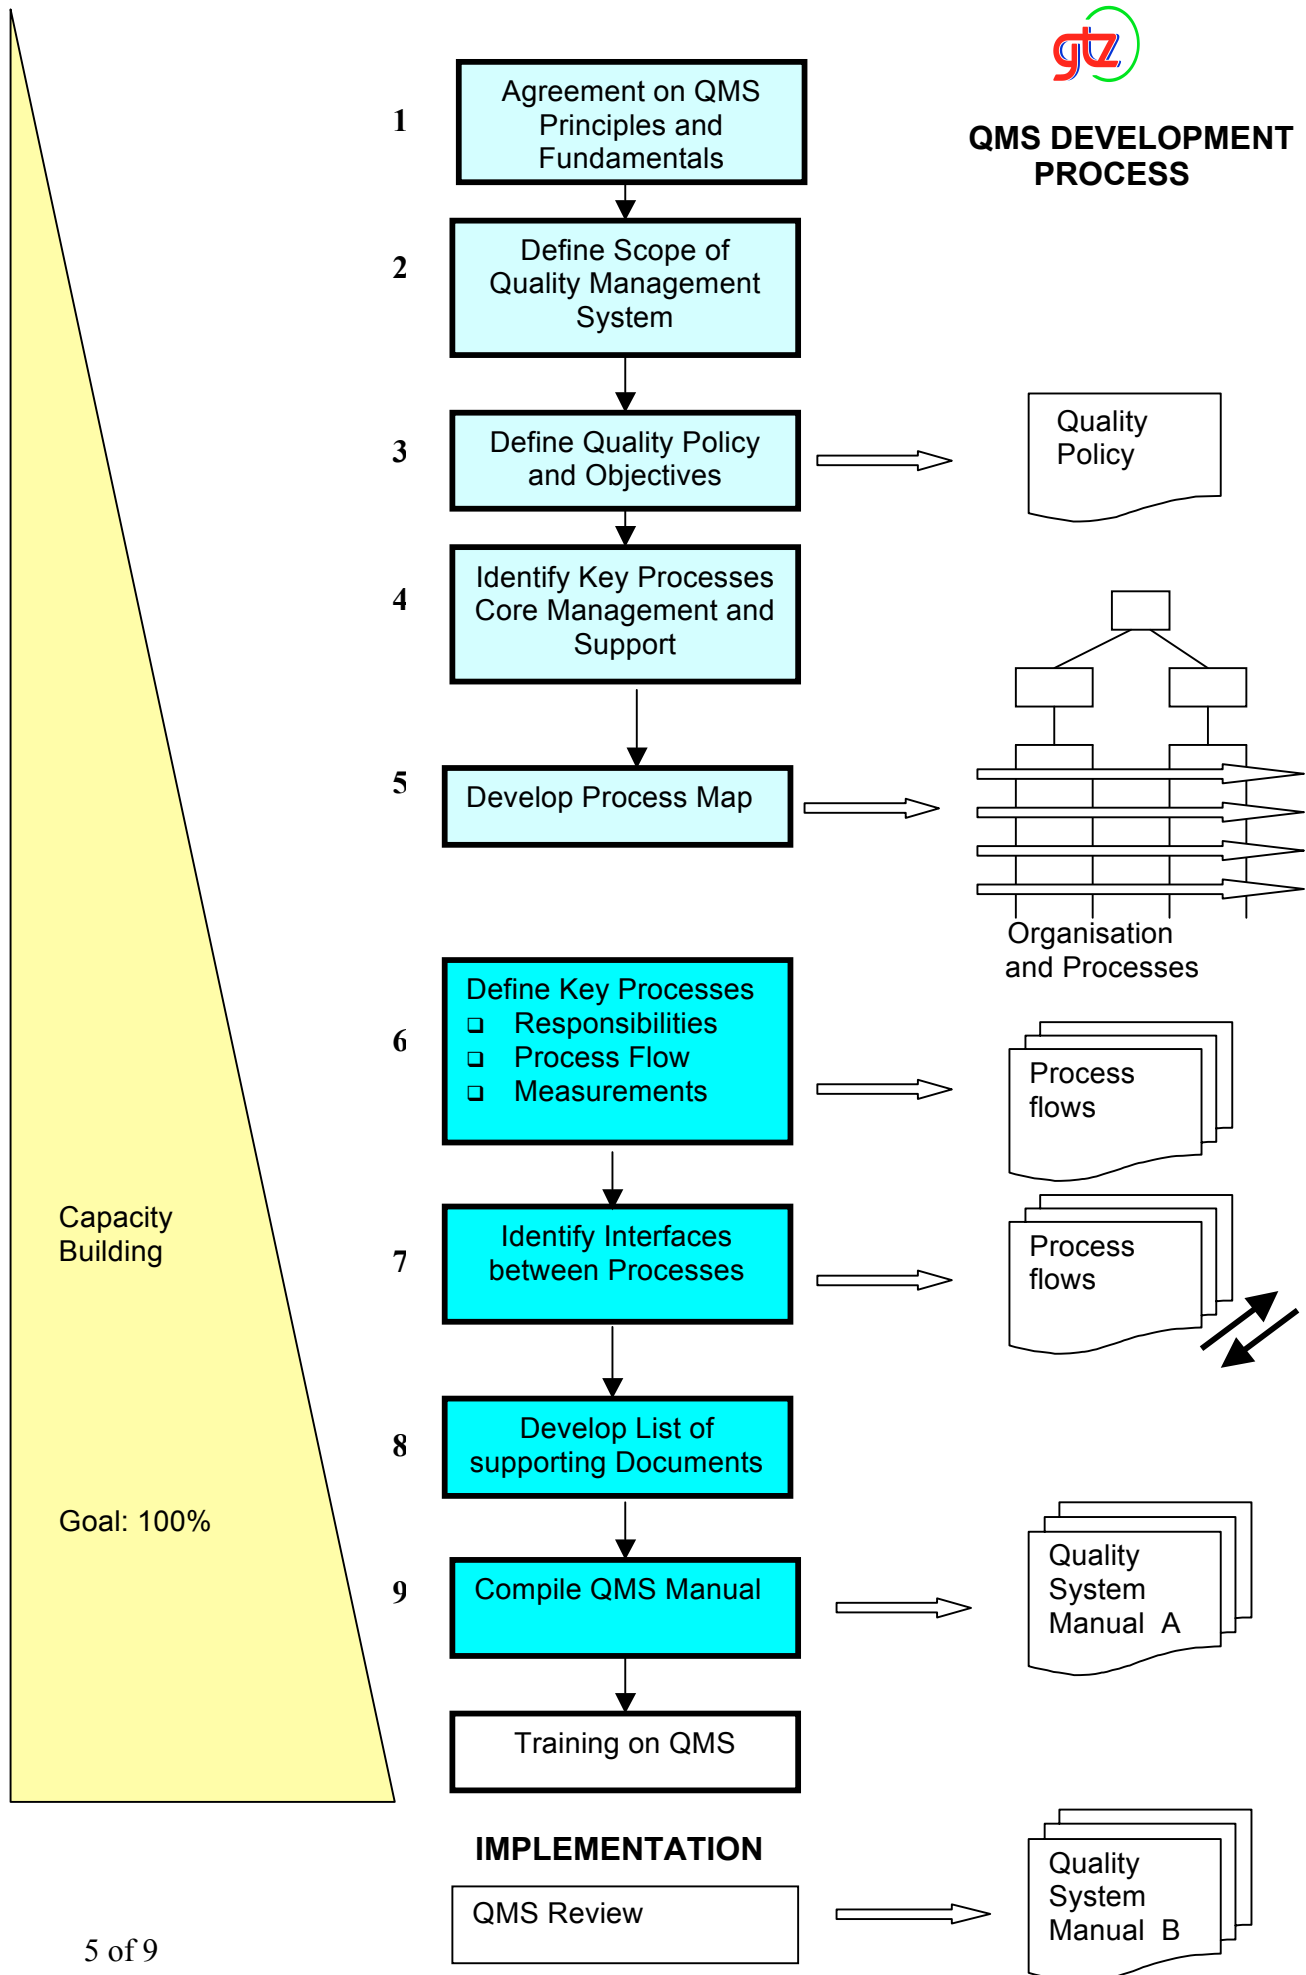 gtz
QMS DEVELOPMENT
PROCESS
1
Agreement on QMS
Principles and
Fundamentals
2
Define Scope of
Quality Management
System
3
Define Quality Policy
and Objectives
Quality
Policy
4
Identify Key Processes
Core Management and
Support
5
Develop Process Map
Organisation
and Processes
6
Define Key Processes
❑ Responsibilities
❑ Process Flow
❑ Measurements
Process
flows
Capacity
Building
7
Identify Interfaces
between Processes
Process
flows
8
Develop List of
supporting Documents
Goal: 100%
9
Compile QMS Manual
Quality
System
Manual A
Training on QMS
IMPLEMENTATION
QMS Review
Quality
System
Manual B
5 of 9